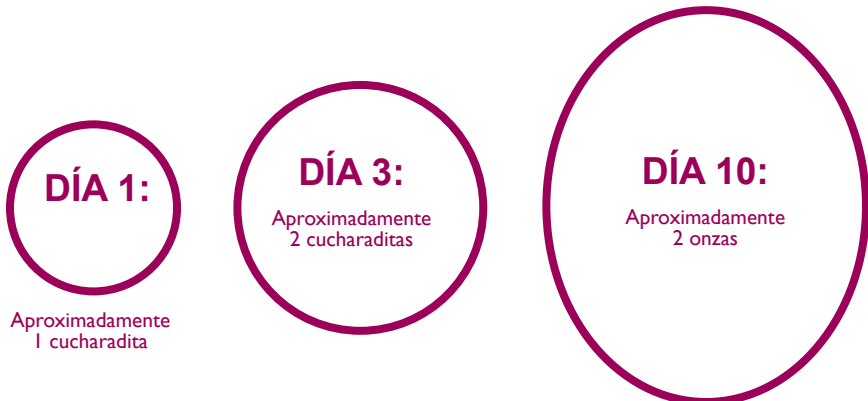 DÍA 1:
Aproximadamente
1 cucharadita
DÍA 3:
Aproximadamente
2 cucharaditas
DÍA 10:
Aproximadamente
2 onzas